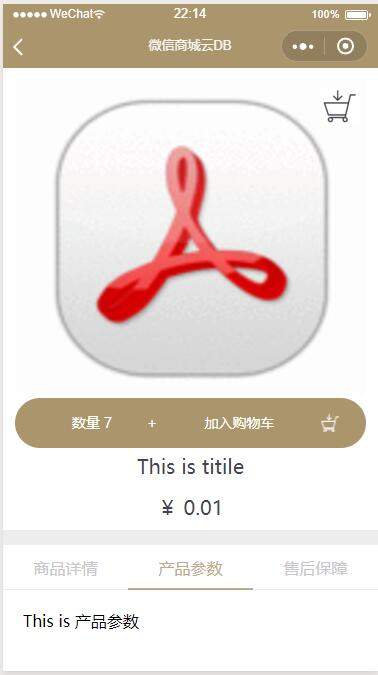 WeChat 22:14 100%
微信商城云DB
数量 7 + 加入购物车
This is titile
¥ 0.01
商品详情 产品参数 售后保障
This is 产品参数